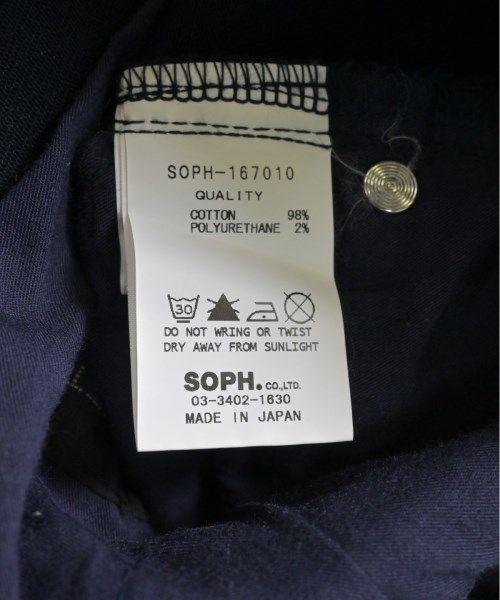 SOPH-167010
QUALITY
COTTON 98%
POLYURETHANE 2%
30
DO NOT WRING OR TWIST
DRY AWAY FROM SUNLIGHT
SOPH. CO.,LTD.
03-3402-1630
MADE IN JAPAN